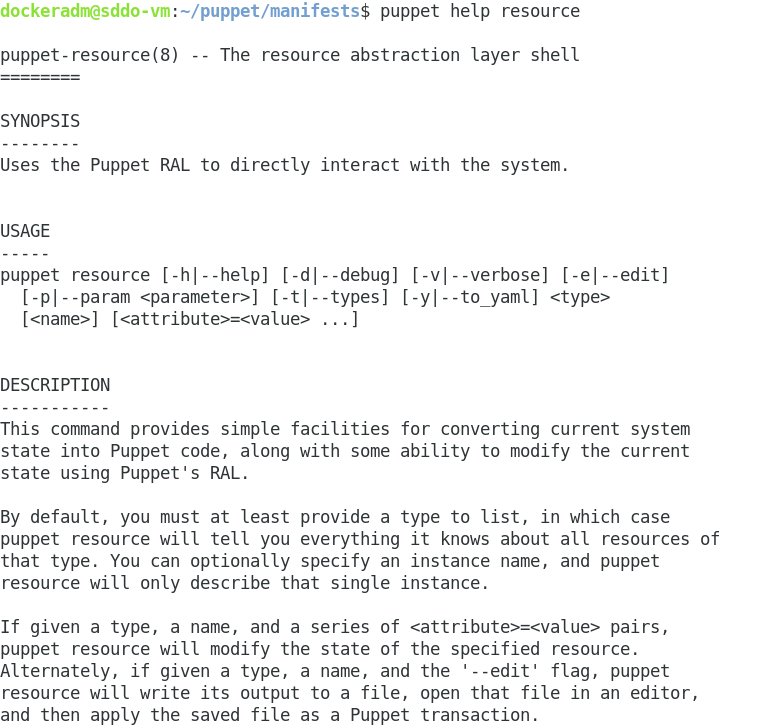 dockeradm@sddo-vm:~/puppet/manifests$ puppet help resource
puppet-resource(8) -- The resource abstraction layer shell
========
SYNOPSIS
--------
Uses the Puppet RAL to directly interact with the system.
USAGE
-----
puppet resource [-h|--help] [-d|--debug] [-v|--verbose] [-e|--edit]
  [-p|--param <parameter>] [-t|--types] [-y|--to_yaml] <type>
  [<name>] [<attribute>=<value> ...]
DESCRIPTION
-----------
This command provides simple facilities for converting current system
state into Puppet code, along with some ability to modify the current
state using Puppet's RAL.
By default, you must at least provide a type to list, in which case
puppet resource will tell you everything it knows about all resources of
that type. You can optionally specify an instance name, and puppet
resource will only describe that single instance.
If given a type, a name, and a series of <attribute>=<value> pairs,
puppet resource will modify the state of the specified resource.
Alternately, if given a type, a name, and the '--edit' flag, puppet
resource will write its output to a file, open that file in an editor,
and then apply the saved file as a Puppet transaction.